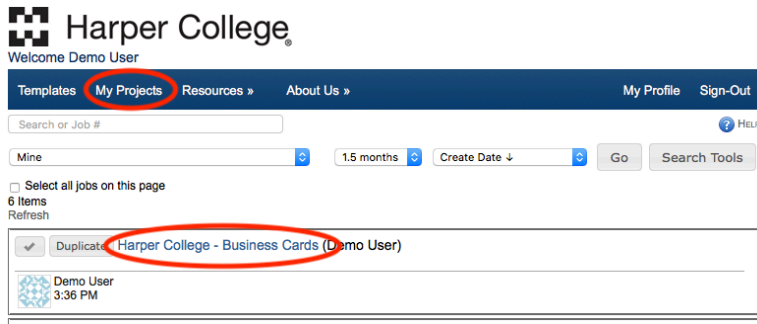 Harper College®
Welcome Demo User
Templates My Projects Resources » About Us » My Profile Sign-Out
Search or Job #
? HEL
Mine 1.5 months Create Date ↓ Go Search Tools
Select all jobs on this page
6 Items
Refresh
Duplicate Harper College - Business Cards (Demo User)
Demo User
3:36 PM